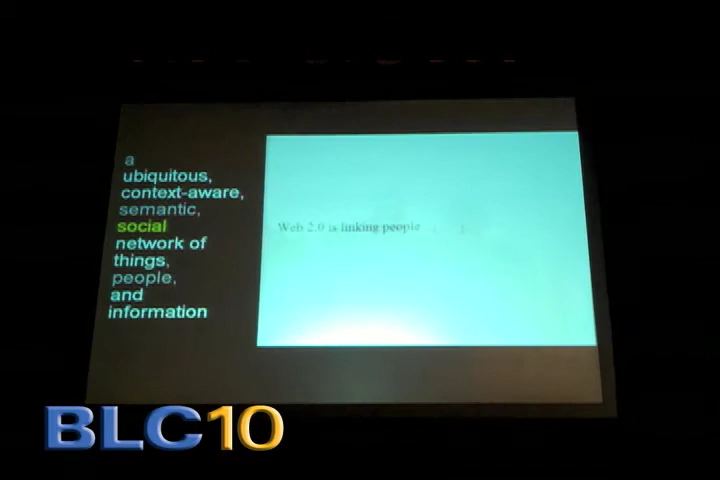 a
ubiquitous,
context-aware,
semantic,
social
network of
things,
people,
and
information
Web 2.0 is linking people
BLC10